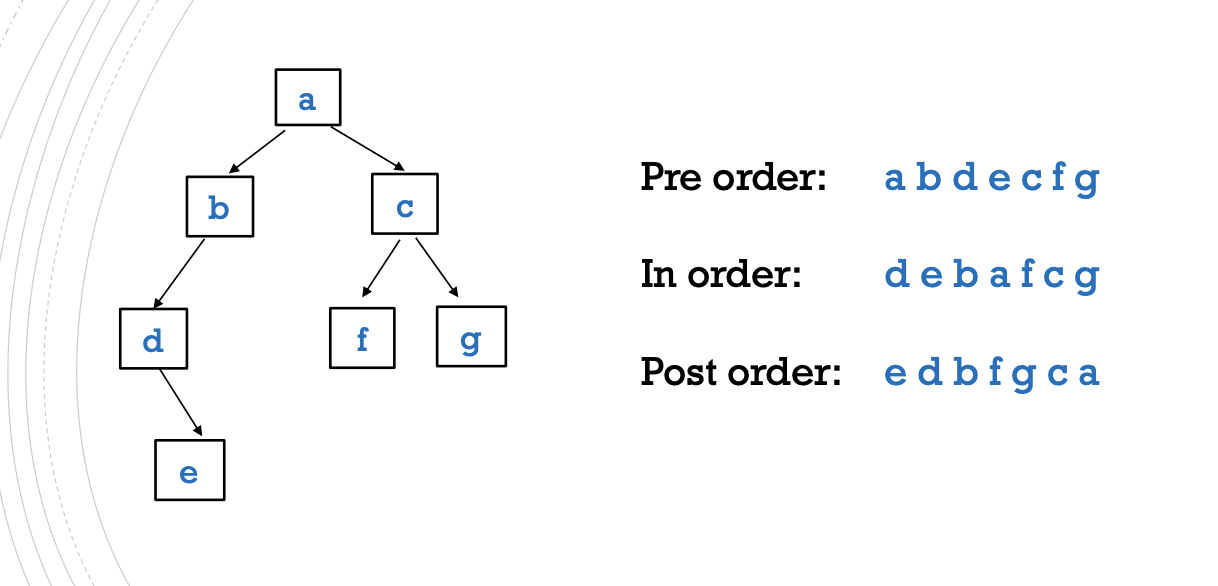 a
b
c
d
f
g
e
Pre order: a b d e c f g
In order: d e b a f c g
Post order: e d b f g c a